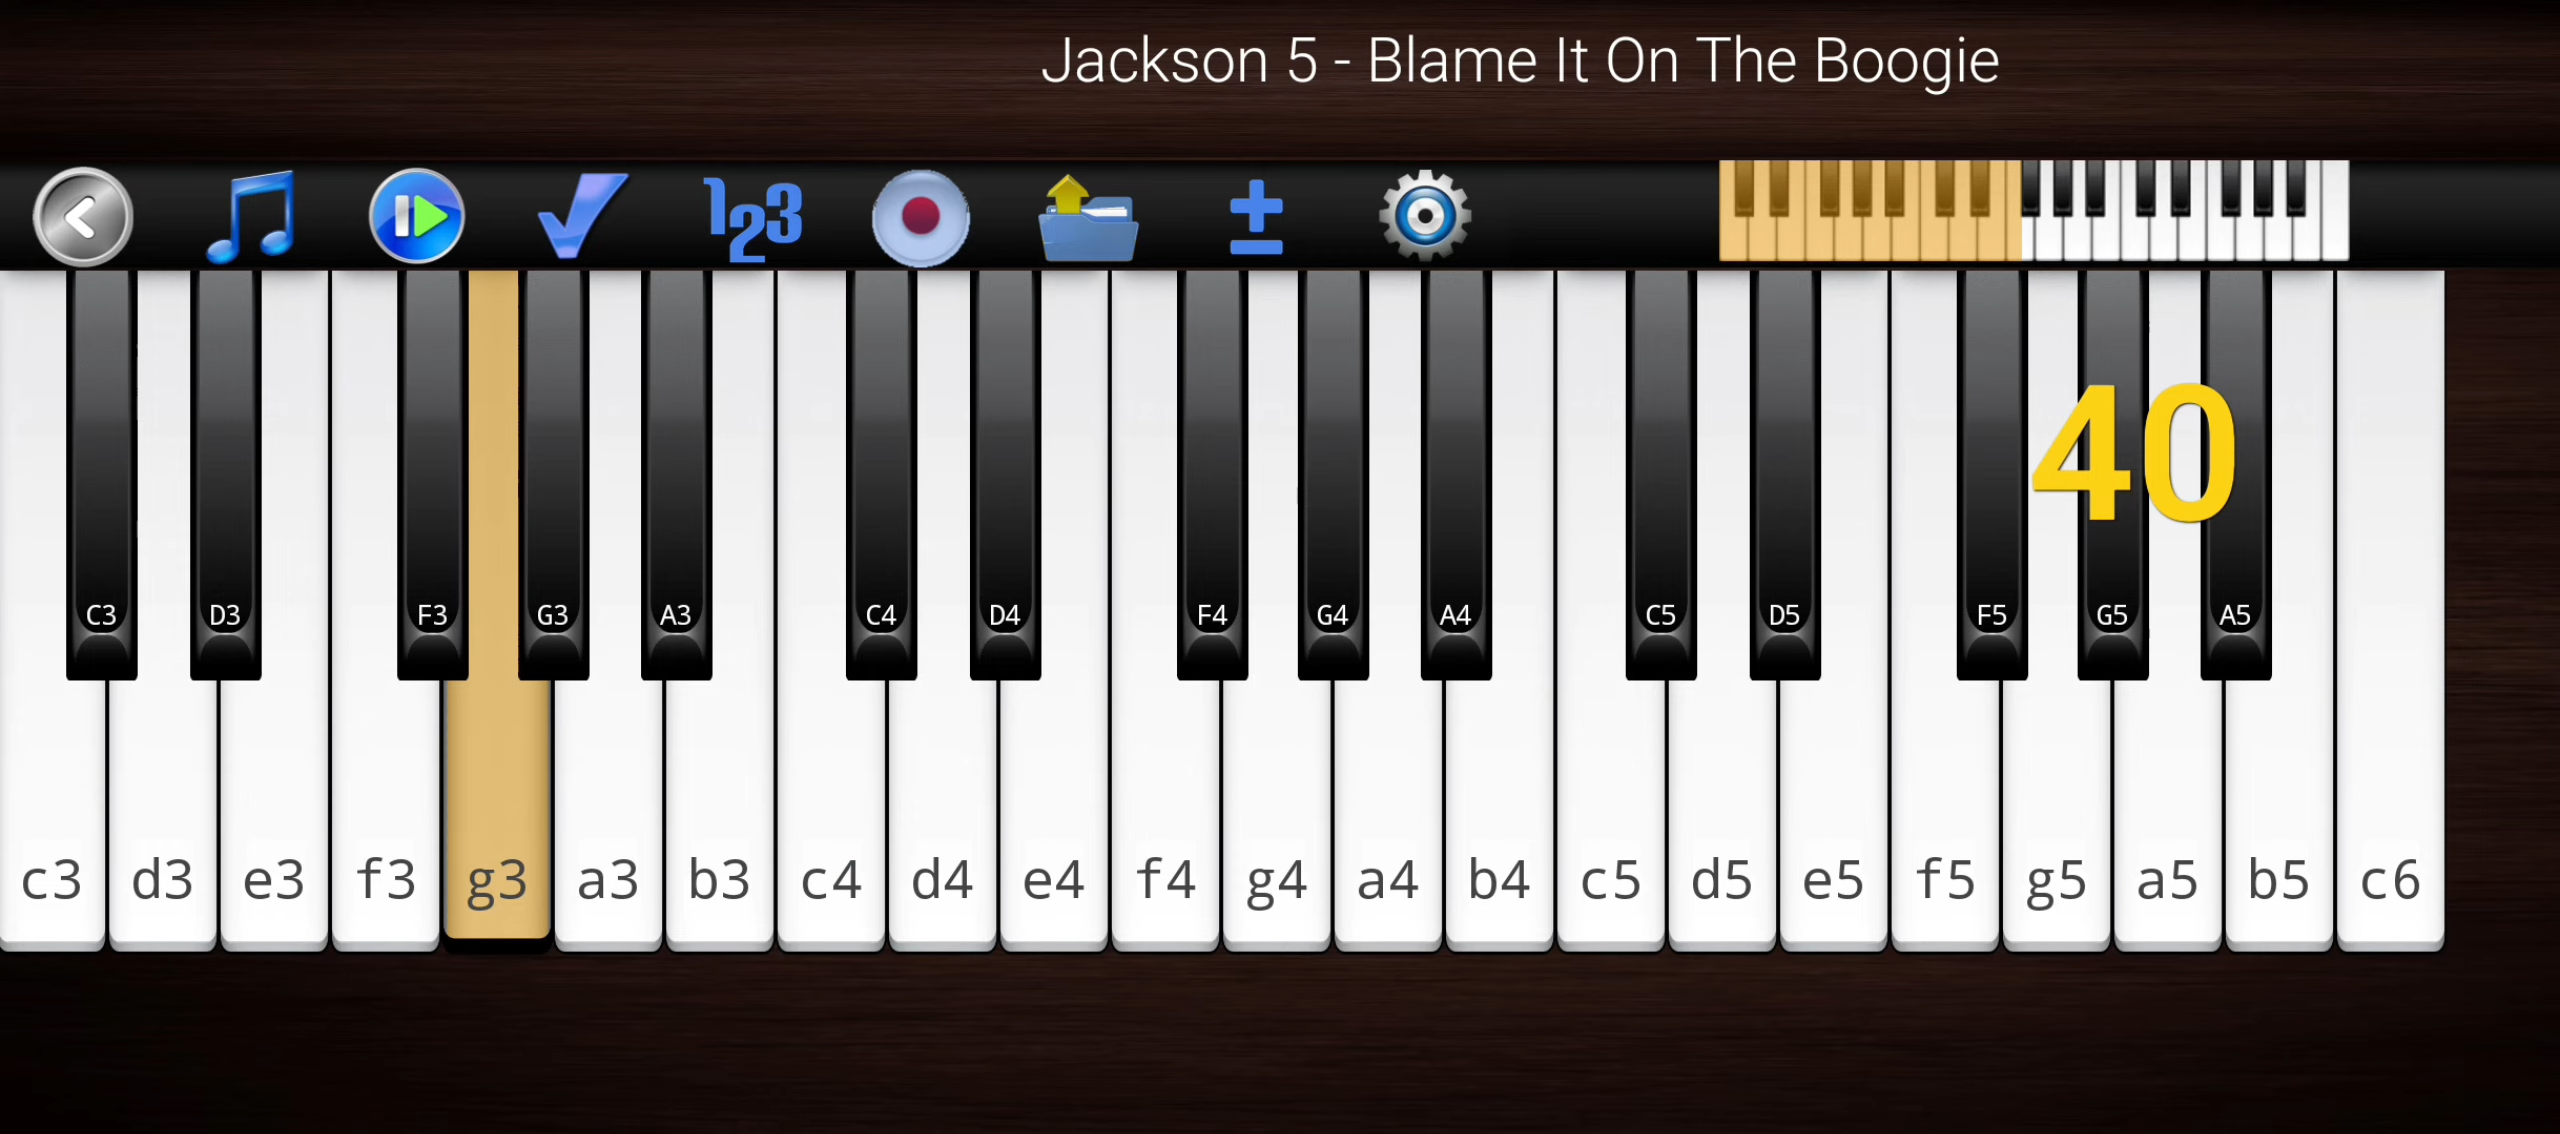 Jackson 5 - Blame It On The Boogie
123
40
C3 D3 F3 G3 A3 C4 D4 F4 G4 A4 C5 D5 F5 G5 A5
c3 d3 e3 f3 g3 a3 b3 c4 d4 e4 f4 g4 a4 b4 c5 d5 e5 f5 g5 a5 b5 c6